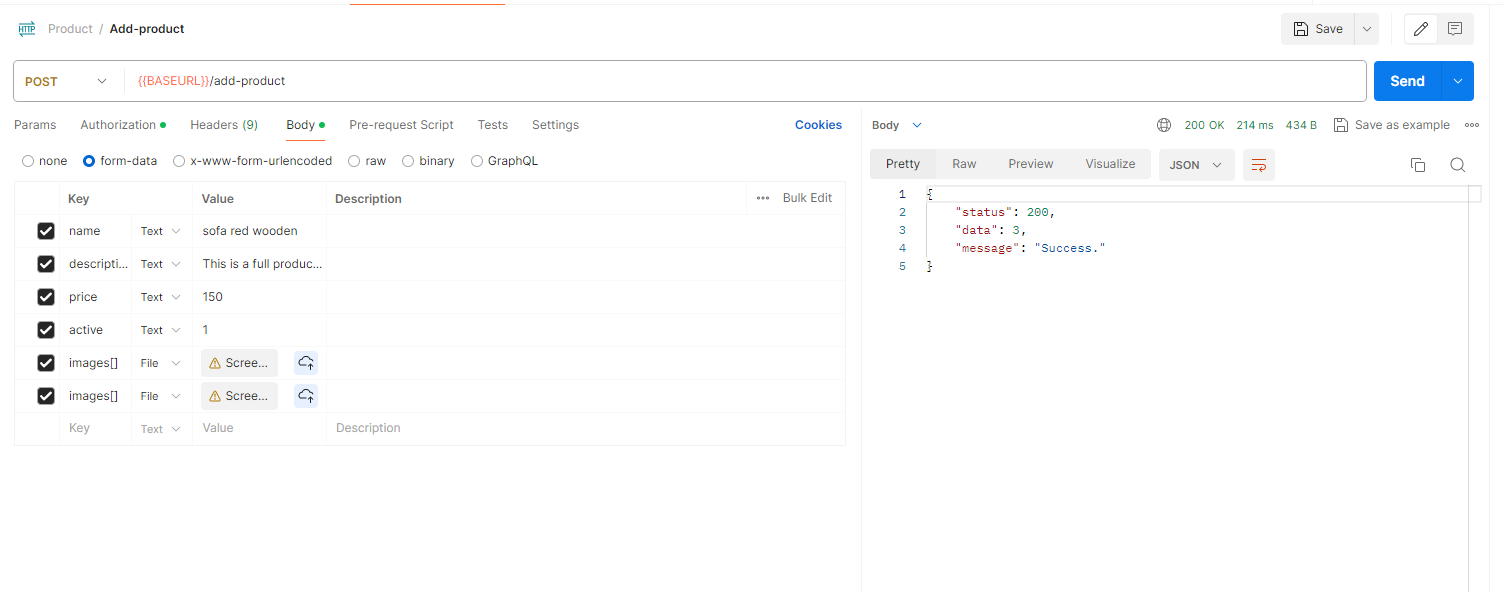 HTTP Product / Add-product
Save
POST {{BASEURL}}/add-product
Send
Params Authorization Headers (9) Body Pre-request Script Tests Settings Cookies
none form-data x-www-form-urlencoded raw binary GraphQL
Key Value Description ••• Bulk Edit
name Text sofa red wooden
descripti... Text This is a full produc...
price Text 150
active Text 1
images[] File Scree...
images[] File Scree...
Key Text Value Description
Body 200 OK 214 ms 434 B Save as example •••
Pretty Raw Preview Visualize JSON
1 {
2 "status": 200,
3 "data": 3,
4 "message": "Success."
5 }